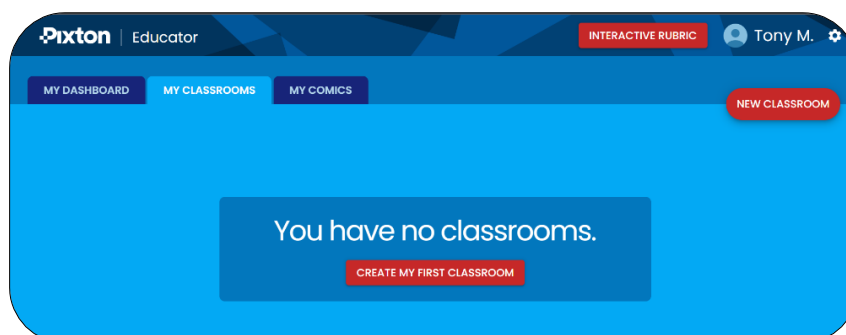 Pixton | Educator
INTERACTIVE RUBRIC
Tony M.
MY DASHBOARD
MY CLASSROOMS
MY COMICS
NEW CLASSROOM
You have no classrooms.
CREATE MY FIRST CLASSROOM